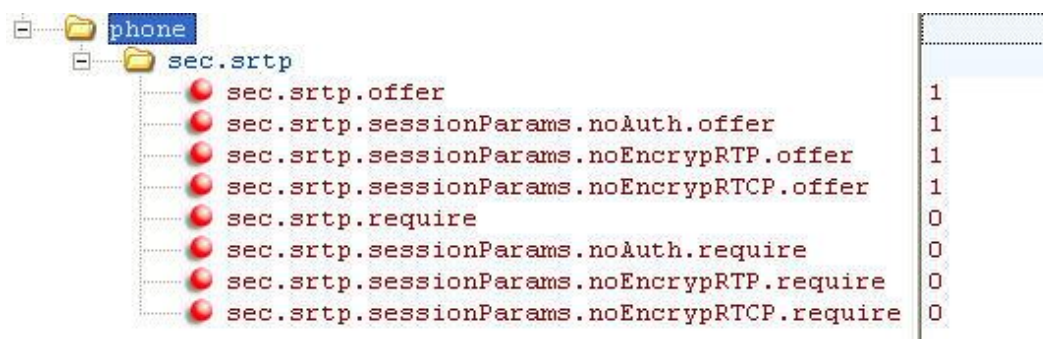 phone
sec.srtp
sec.srtp.offer 1
sec.srtp.sessionParams.noAuth.offer 1
sec.srtp.sessionParams.noEncrypRTP.offer 1
sec.srtp.sessionParams.noEncrypRTCP.offer 1
sec.srtp.require 0
sec.srtp.sessionParams.noAuth.require 0
sec.srtp.sessionParams.noEncrypRTP.require 0
sec.srtp.sessionParams.noEncrypRTCP.require 0